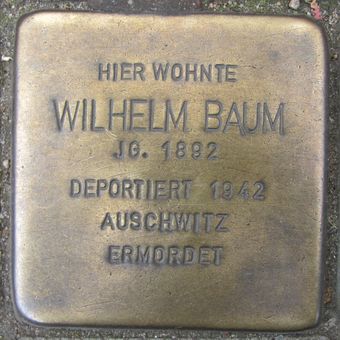 HIER WOHNTE
WILHELM BAUM
JG. 1892
DEPORTIERT 1942
AUSCHWITZ
ERMORDET